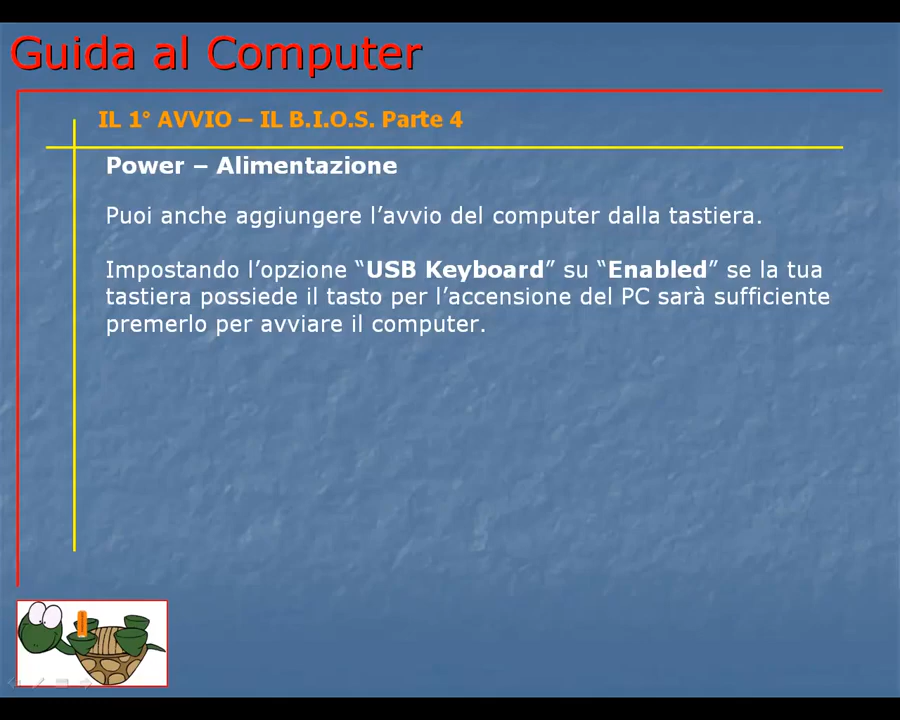 Guida al Computer
IL 1° AVVIO – IL B.I.O.S. Parte 4
Power – Alimentazione
Puoi anche aggiungere l’avvio del computer dalla tastiera.
Impostando l’opzione “USB Keyboard” su “Enabled” se la tua
tastiera possiede il tasto per l’accensione del PC sarà sufficiente
premerlo per avviare il computer.